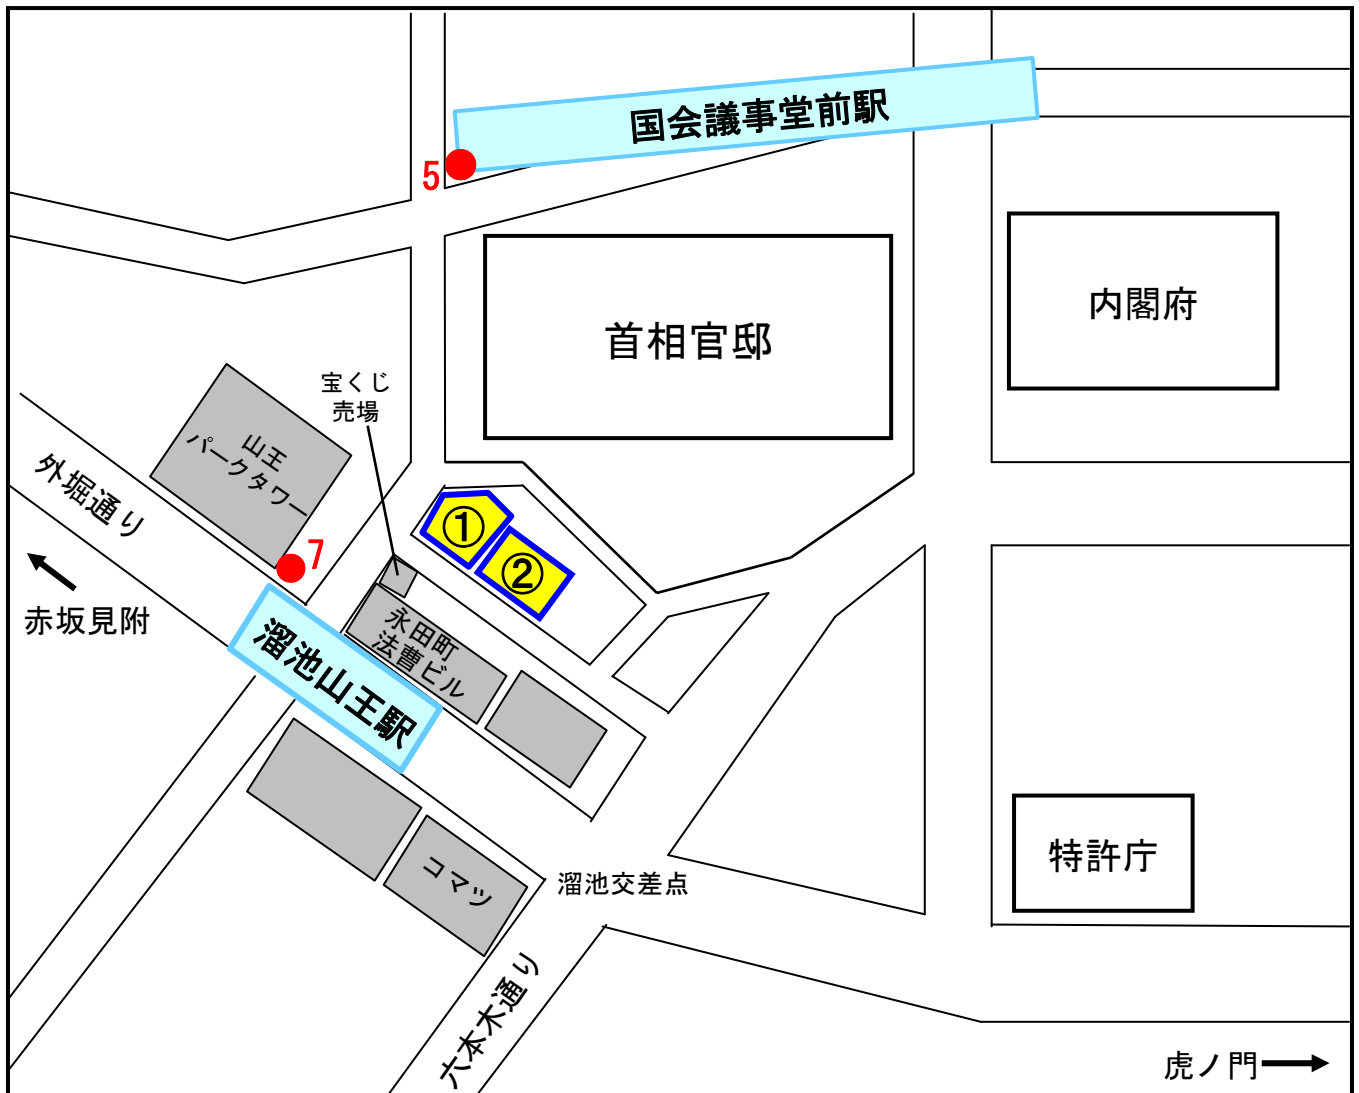 国会議事堂前駅
5
首相官邸
内閣府
宝くじ
売場
山王
パークタワー
外堀通り
①
②
7
赤坂見附
永田町
法曹ビル
溜池山王駅
コマツ
溜池交差点
特許庁
六本木通り
虎ノ門